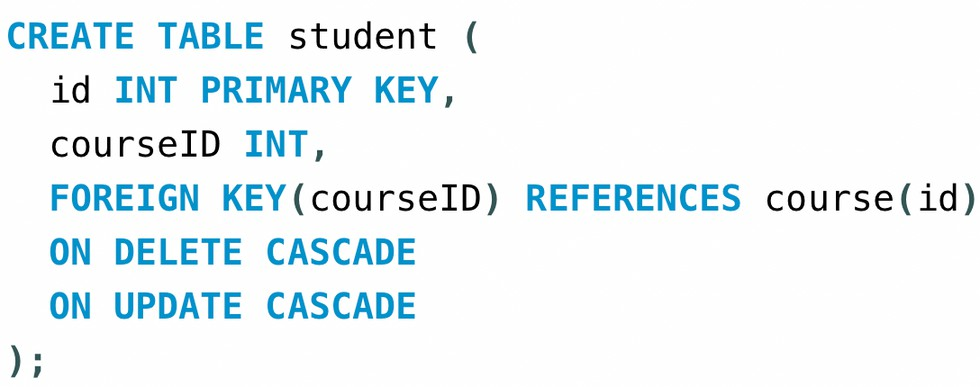 CREATE TABLE student (
id INT PRIMARY KEY,
courseID INT,
FOREIGN KEY(courseID) REFERENCES course(id)
ON DELETE CASCADE
ON UPDATE CASCADE
);